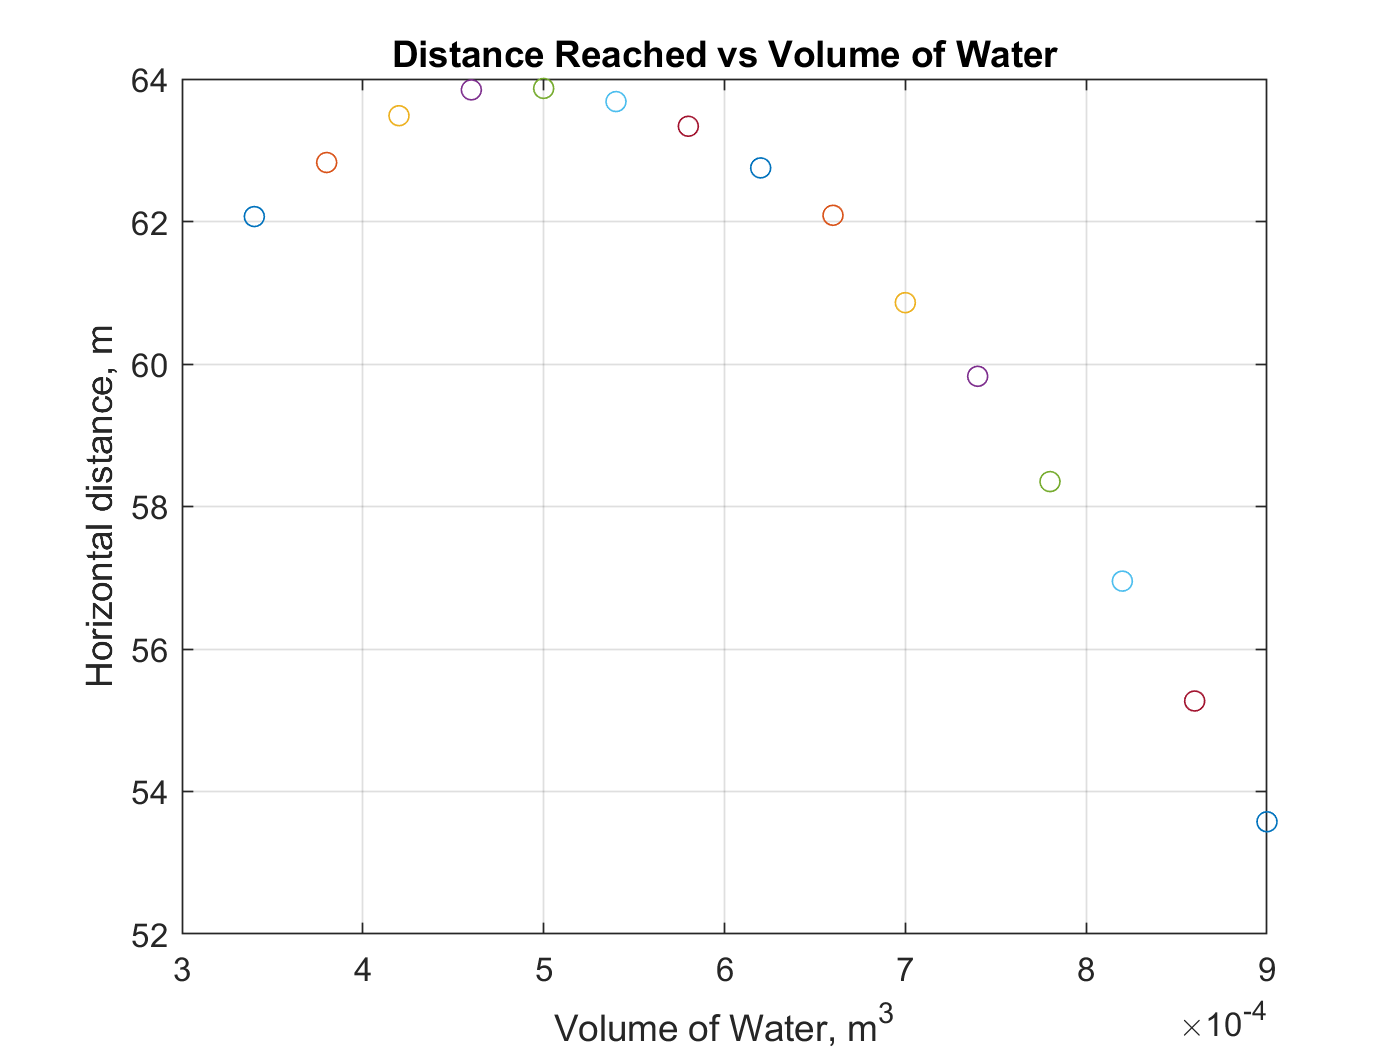 Distance Reached vs Volume of Water
64
62
60
58
56
54
52
Horizontal distance, m
3 4 5 6 7 8 9
×10⁻⁴
Volume of Water, m³